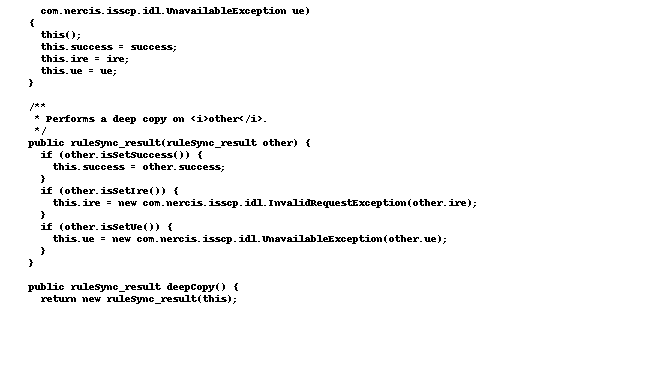 com.nercis.isscp.idl.UnavailableException ue)
{
this();
this.success = success;
this.ire = ire;
this.ue = ue;
}
/**
* Performs a deep copy on <i>other</i>.
*/
public ruleSync_result(ruleSync_result other) {
if (other.isSetSuccess()) {
this.success = other.success;
}
if (other.isSetIre()) {
this.ire = new com.nercis.isscp.idl.InvalidRequestException(other.ire);
}
if (other.isSetUe()) {
this.ue = new com.nercis.isscp.idl.UnavailableException(other.ue);
}
}
public ruleSync_result deepCopy() {
return new ruleSync_result(this);